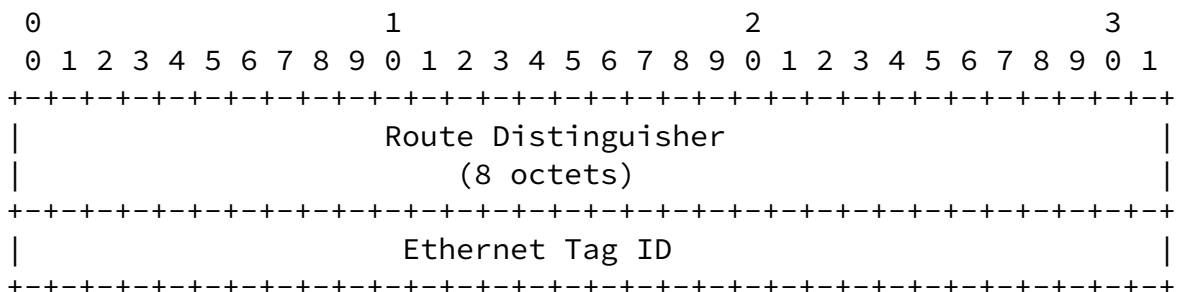 0                   1                   2                   3
 0 1 2 3 4 5 6 7 8 9 0 1 2 3 4 5 6 7 8 9 0 1 2 3 4 5 6 7 8 9 0 1
+-+-+-+-+-+-+-+-+-+-+-+-+-+-+-+-+-+-+-+-+-+-+-+-+-+-+-+-+-+-+-+-+
|                    Route Distinguisher                        |
|                        (8 octets)                             |
+-+-+-+-+-+-+-+-+-+-+-+-+-+-+-+-+-+-+-+-+-+-+-+-+-+-+-+-+-+-+-+-+
|                     Ethernet Tag ID                           |
+-+-+-+-+-+-+-+-+-+-+-+-+-+-+-+-+-+-+-+-+-+-+-+-+-+-+-+-+-+-+-+-+